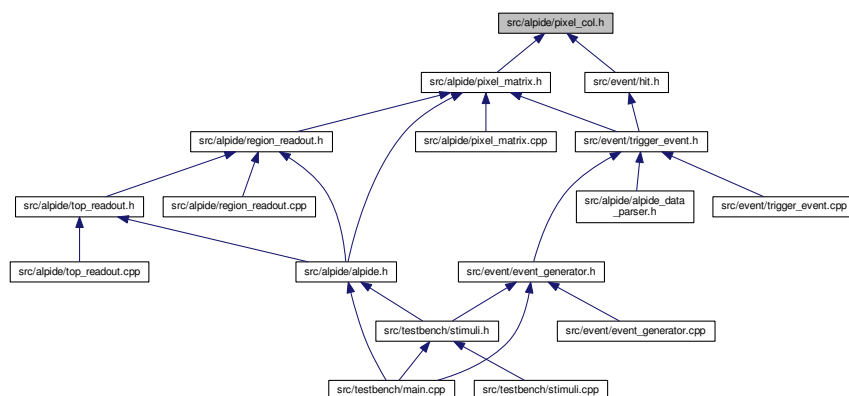 src/alpide/pixel_col.h
src/alpide/pixel_matrix.h
src/event/hit.h
src/alpide/region_readout.h
src/alpide/pixel_matrix.cpp
src/event/trigger_event.h
src/alpide/top_readout.h
src/alpide/region_readout.cpp
src/alpide/alpide_data
_parser.h
src/event/trigger_event.cpp
src/alpide/top_readout.cpp
src/alpide/alpide.h
src/event/event_generator.h
src/testbench/stimuli.h
src/event/event_generator.cpp
src/testbench/main.cpp
src/testbench/stimuli.cpp